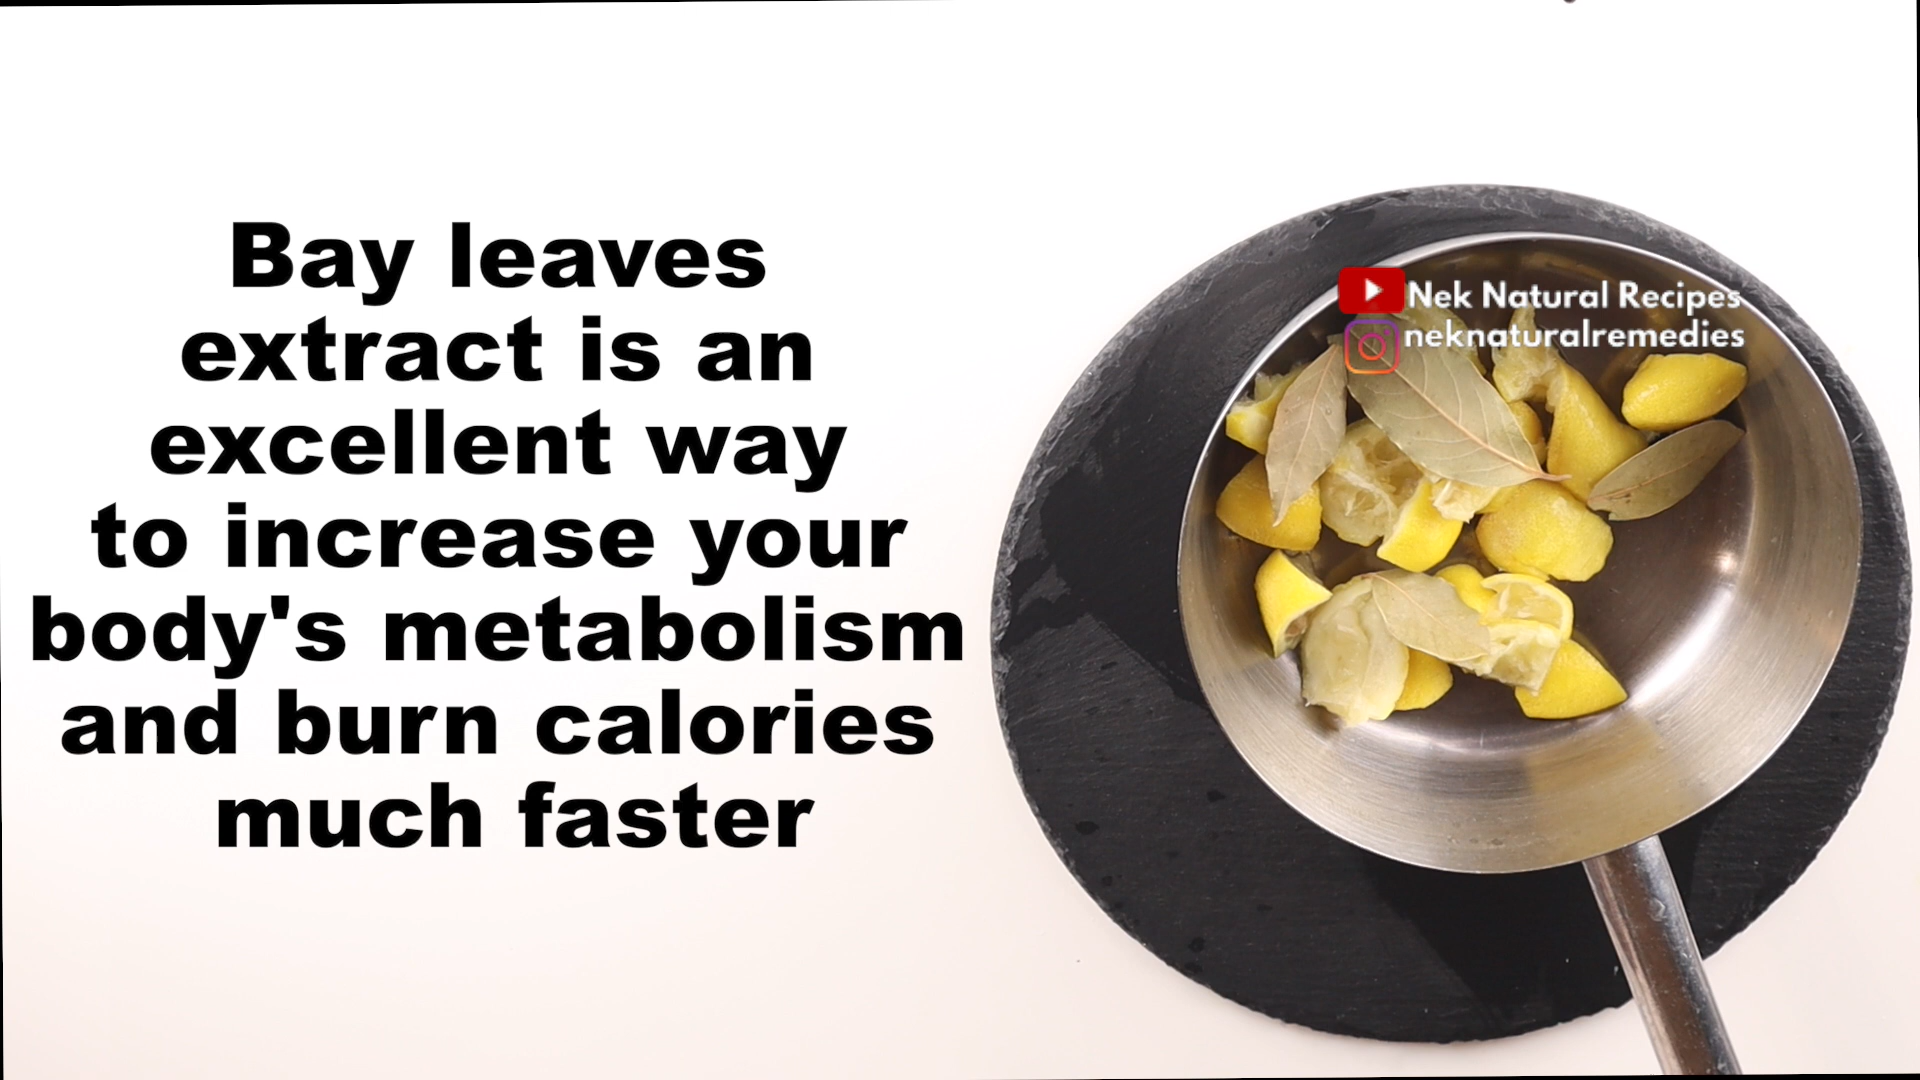 Bay leaves
extract is an
excellent way
to increase your
body's metabolism
and burn calories
much faster
Nek Natural Recipes
neknaturalremedies